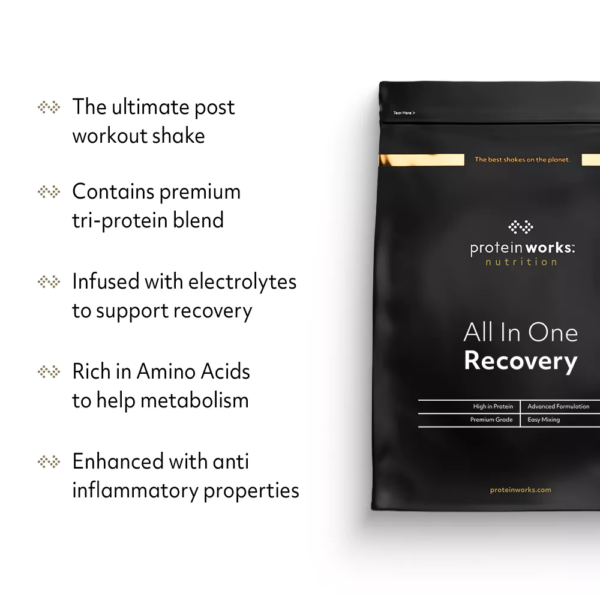 The ultimate post
workout shake
Contains premium
tri-protein blend
Infused with electrolytes
to support recovery
Rich in Amino Acids
to help metabolism
Enhanced with anti
inflammatory properties
Tear Here >
The best shakes on the planet.
protein works:
nutrition
All In One
Recovery
High in Protein Advanced Formulation
Premium Grade Easy Mixing
proteinworks.com